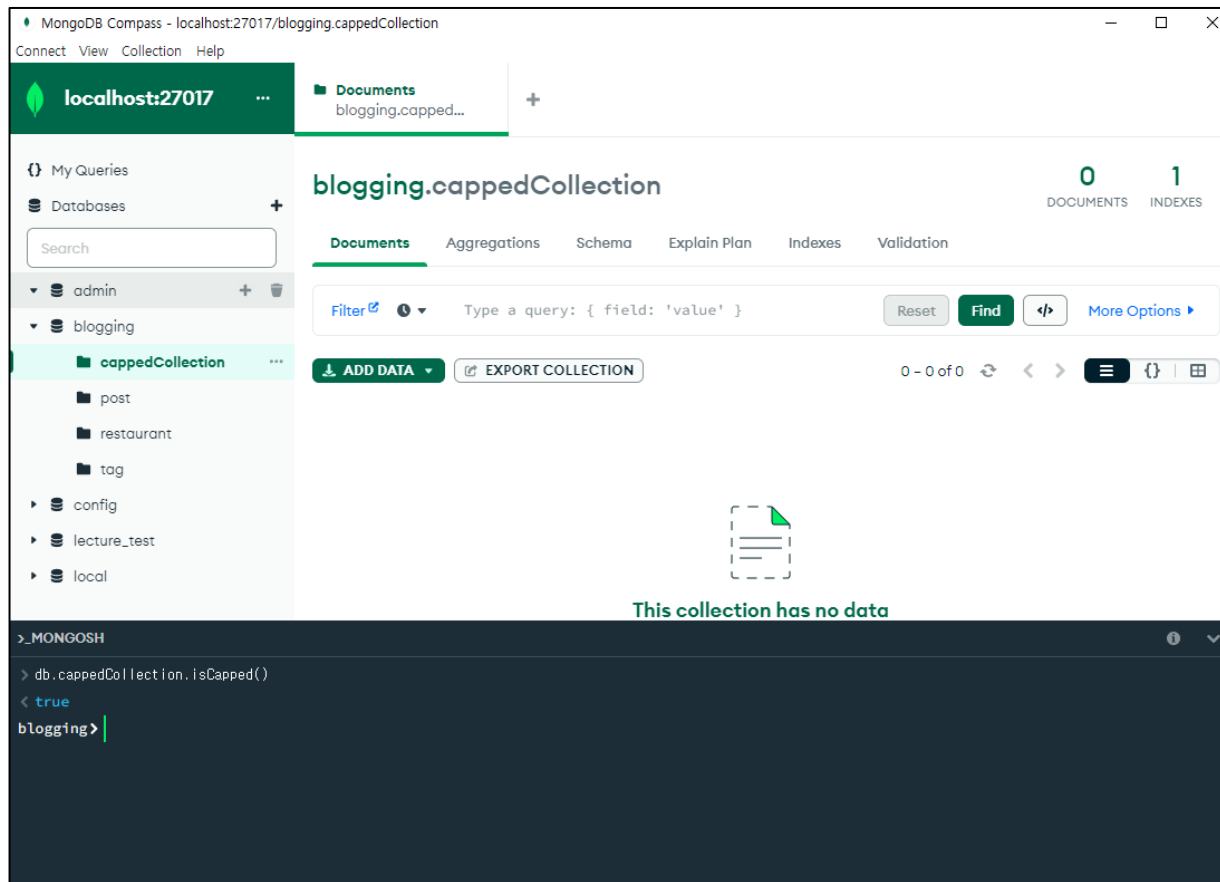 MongoDB Compass - localhost:27017/blogging.cappedCollection
Connect View Collection Help
localhost:27017 ...
Documents
blogging.capped...
{} My Queries
Databases
Search
admin
blogging
cappedCollection ...
post
restaurant
tag
config
lecture_test
local
blogging.cappedCollection
0
DOCUMENTS
1
INDEXES
Documents Aggregations Schema Explain Plan Indexes Validation
Filter Type a query: { field: 'value' } Reset Find </> More Options
ADD DATA EXPORT COLLECTION 0 – 0 of 0 {}
This collection has no data
>_MONGOSH
> db.cappedCollection.isCapped()
< true
blogging>